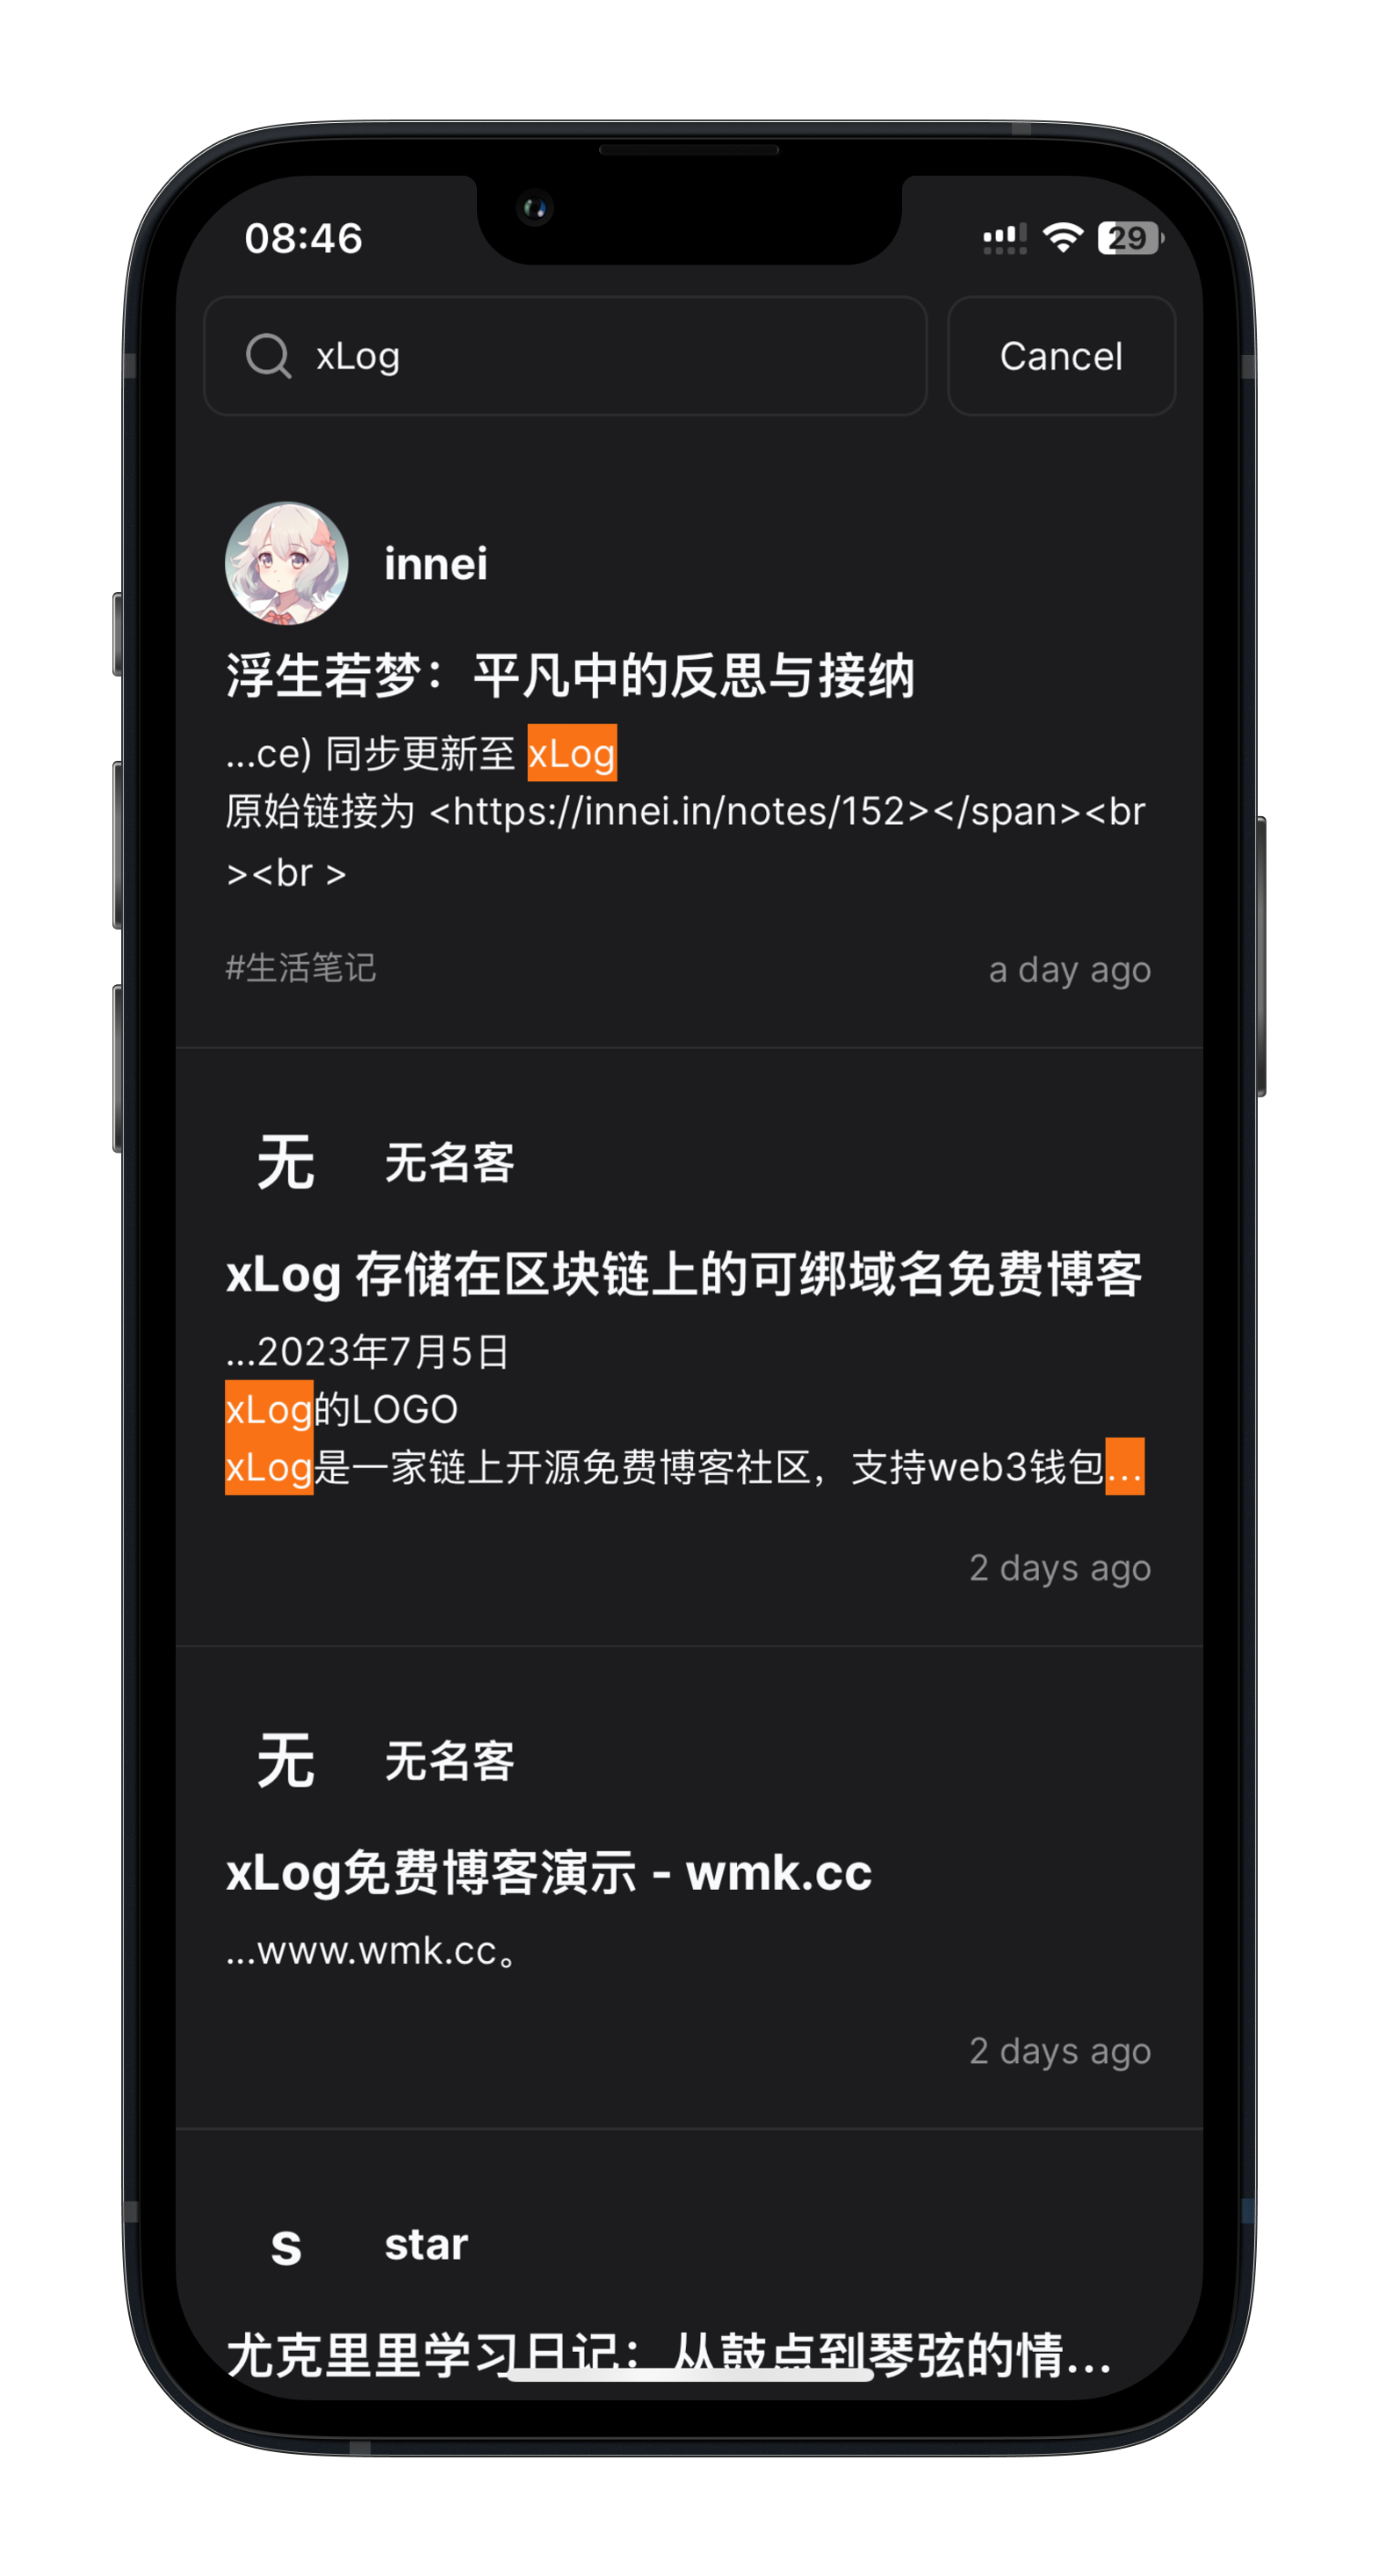 08:46
29
xLog
Cancel
innei
浮生若梦：平凡中的反思与接纳
...ce) 同步更新至 xLog
原始链接为 <https://innei.in/notes/152></span><br
><br >
#生活笔记
a day ago
无
无名客
xLog 存储在区块链上的可绑域名免费博客
...2023年7月5日
xLog的LOGO
xLog是一家链上开源免费博客社区，支持web3钱包...
2 days ago
无
无名客
xLog免费博客演示 - wmk.cc
...www.wmk.cc。
2 days ago
s
star
尤克里里学习日记：从鼓点到琴弦的情...